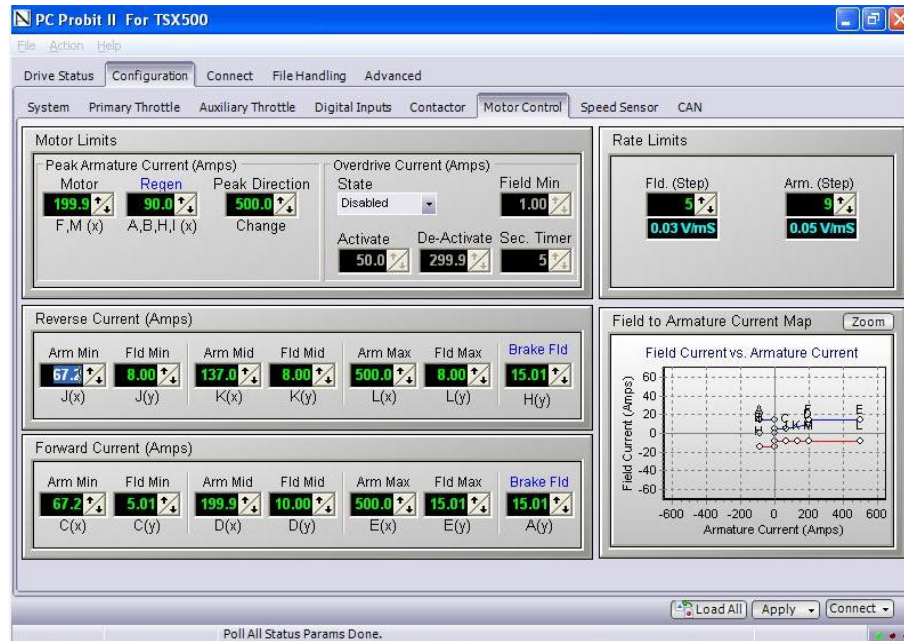 PC Probit II For TSX500
File Action Help
Drive Status Configuration Connect File Handling Advanced
System Primary Throttle Auxiliary Throttle Digital Inputs Contactor Motor Control Speed Sensor CAN
Motor Limits
Peak Armature Current (Amps)
Motor Regen Peak Direction
199.9 90.0 500.0
F,M (x) A,B,H,I (x) Change
Overdrive Current (Amps)
State Field Min
Disabled 1.00
Activate De-Activate Sec. Timer
50.0 299.9 5
Rate Limits
Fld. (Step) Arm. (Step)
5 9
0.03 V/mS 0.05 V/mS
Reverse Current (Amps)
Arm Min Fld Min Arm Mid Fld Mid Arm Max Fld Max Brake Fld
67.2 8.00 137.0 8.00 500.0 8.00 15.01
J(x) J(y) K(x) K(y) L(x) L(y) H(y)
Forward Current (Amps)
Arm Min Fld Min Arm Mid Fld Mid Arm Max Fld Max Brake Fld
67.2 5.01 199.9 10.00 500.0 15.01 15.01
C(x) C(y) D(x) D(y) E(x) E(y) A(y)
Field to Armature Current Map Zoom
Field Current vs. Armature Current
Field Current (Amps)
60
40
20
0
-20
-40
-60
A C F E
K M L
-600 -400 -200 0 200 400 600
Armature Current (Amps)
Load All Apply Connect
Poll All Status Params Done.